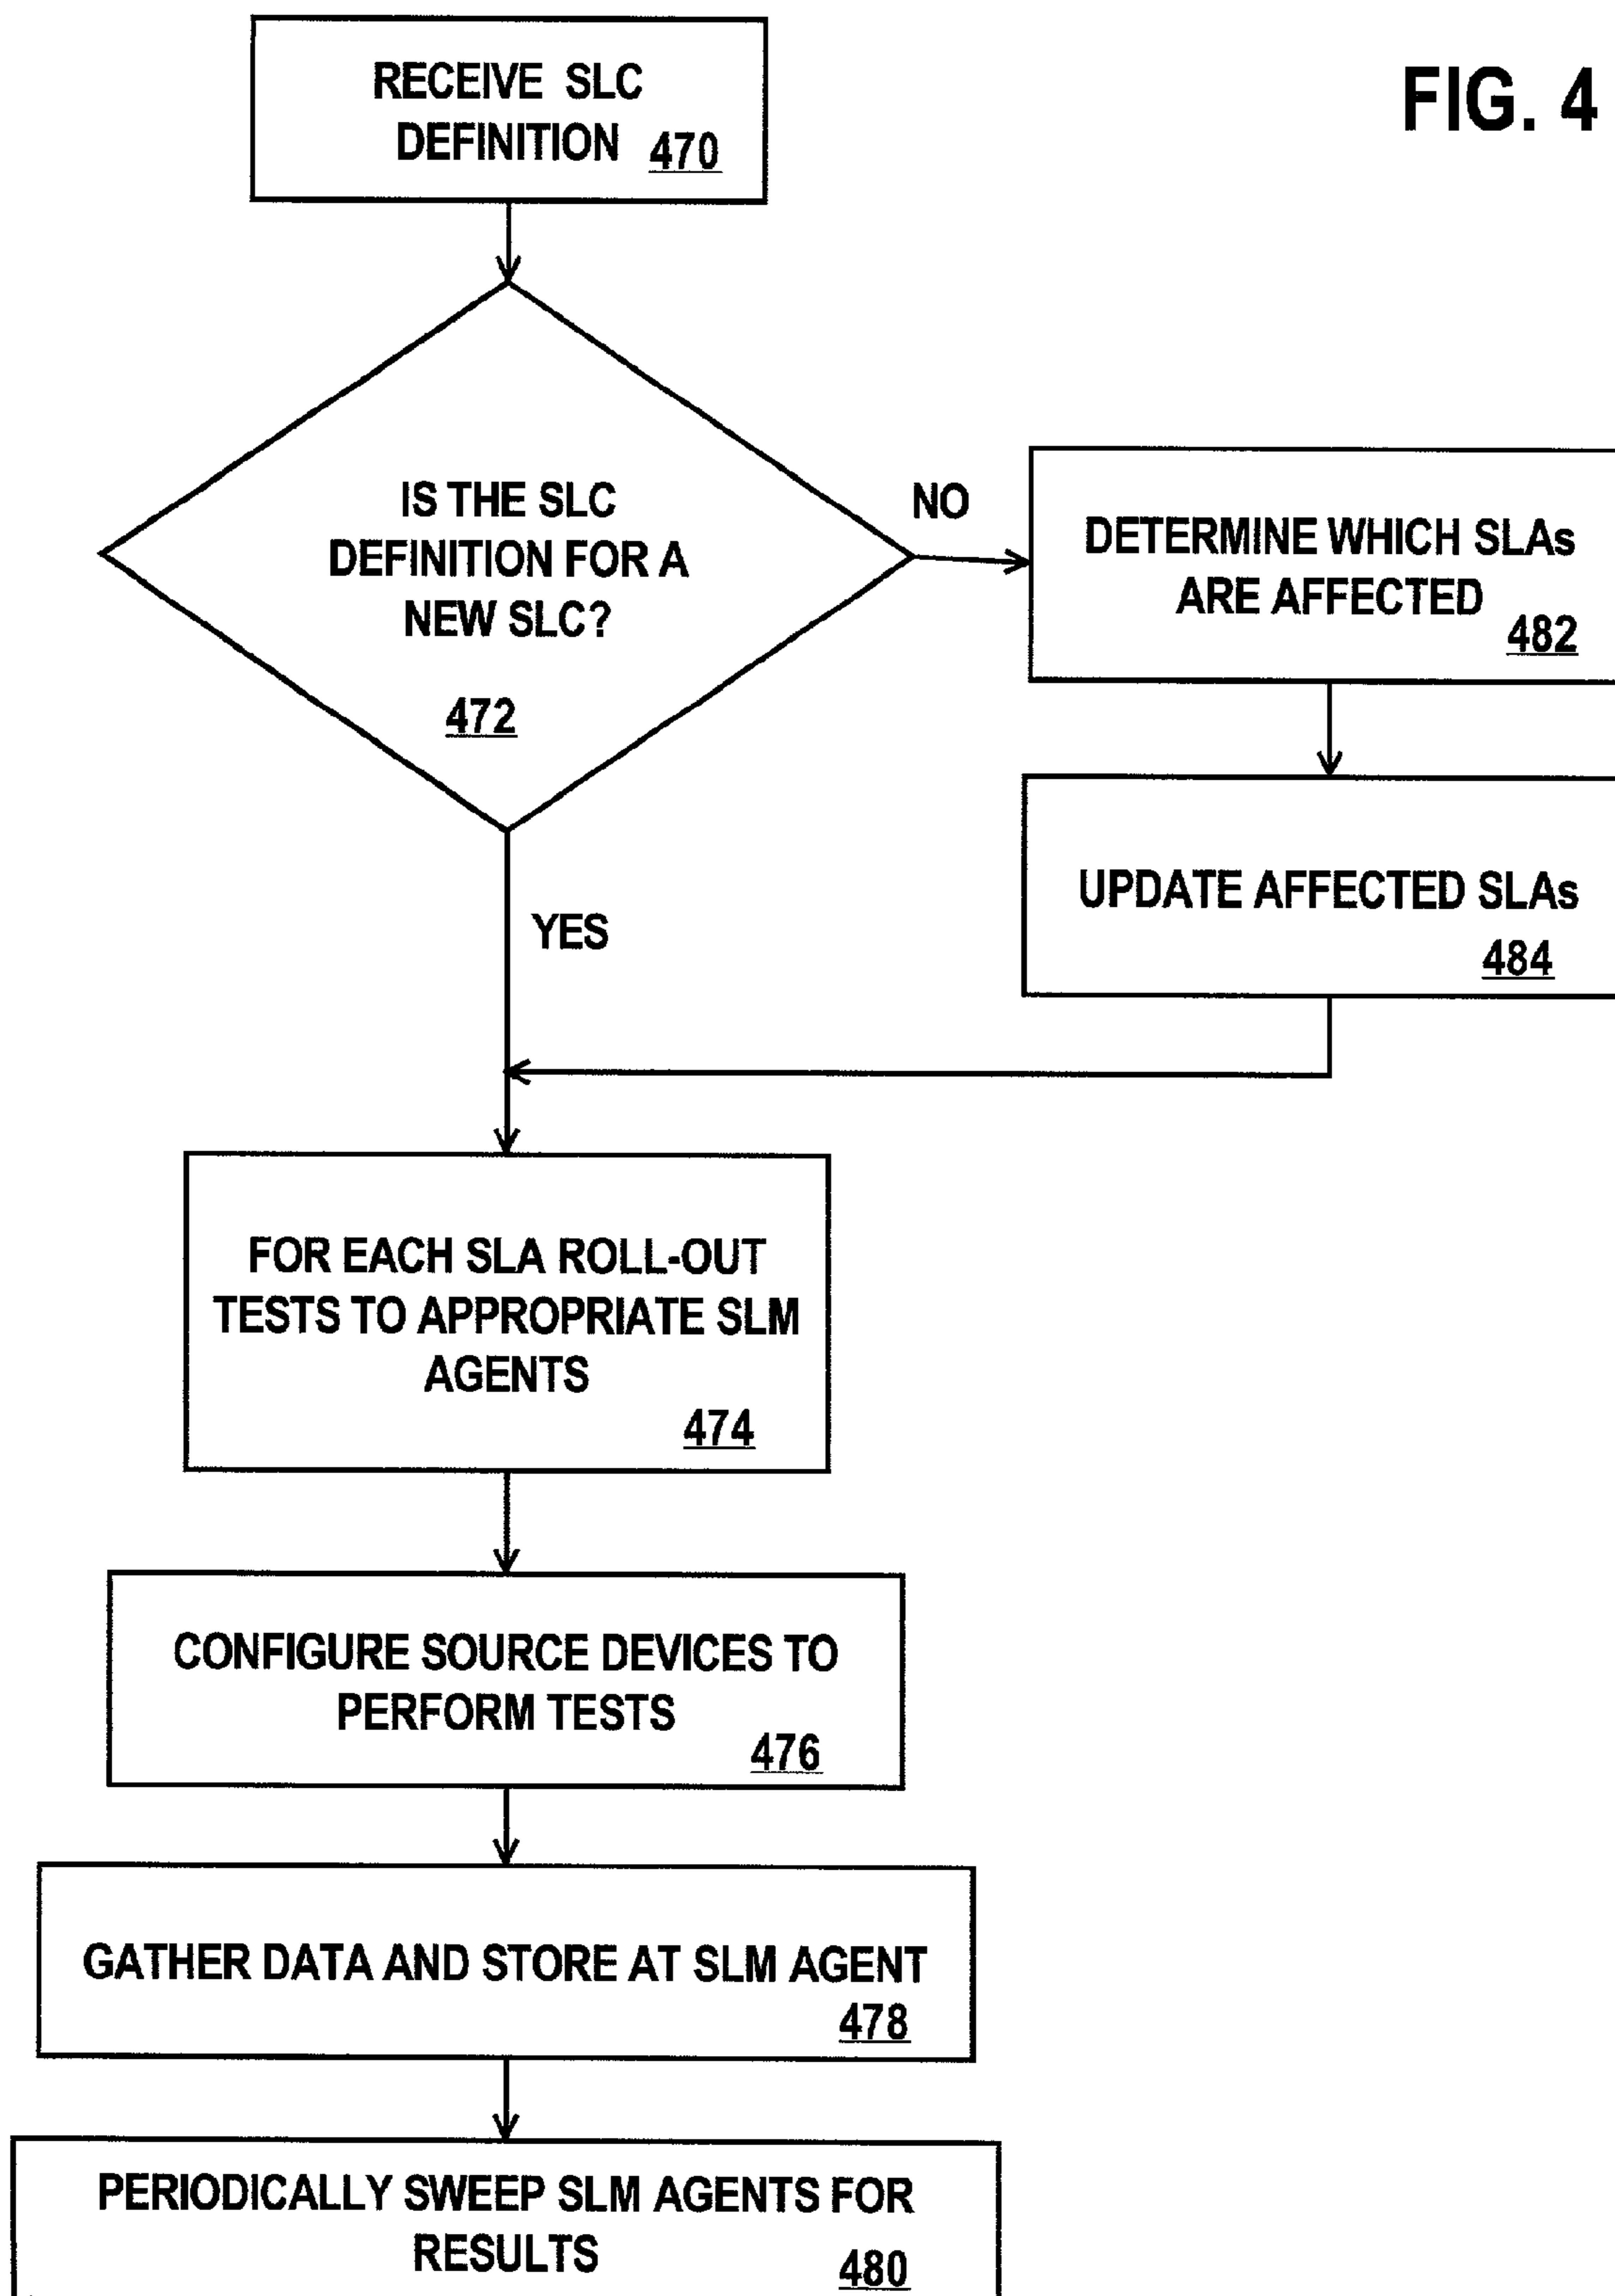 FIG. 4
RECEIVE SLC
DEFINITION 470
IS THE SLC
DEFINITION FOR A
NEW SLC?
472
NO
DETERMINE WHICH SLAs
ARE AFFECTED
482
UPDATE AFFECTED SLAs
484
YES
FOR EACH SLA ROLL-OUT
TESTS TO APPROPRIATE SLM
AGENTS
474
CONFIGURE SOURCE DEVICES TO
PERFORM TESTS
476
GATHER DATA AND STORE AT SLM AGENT
478
PERIODICALLY SWEEP SLM AGENTS FOR
RESULTS
480